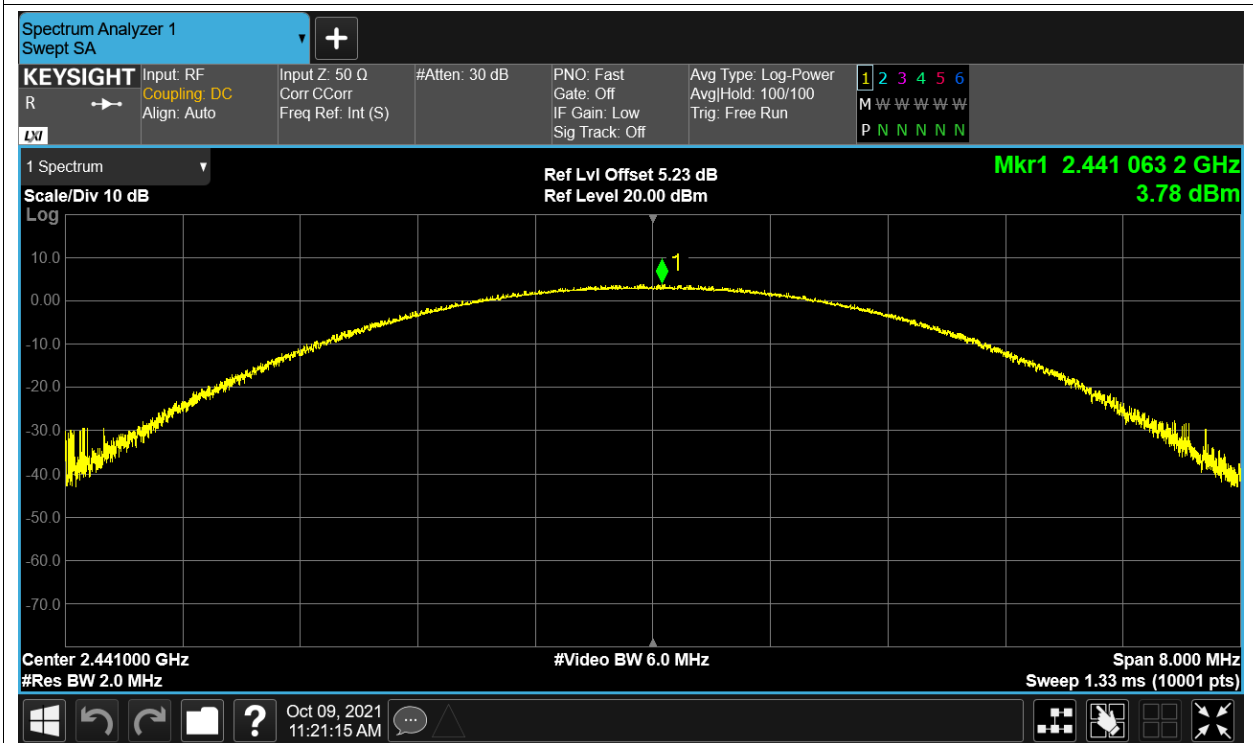 Spectrum Analyzer 1
Swept SA
KEYSIGHT
R
LXI
Input: RF
Coupling: DC
Align: Auto
Input Z: 50 Ω
Corr CCorr
Freq Ref: Int (S)
#Atten: 30 dB
PNO: Fast
Gate: Off
IF Gain: Low
Sig Track: Off
Avg Type: Log-Power
Avg|Hold: 100/100
Trig: Free Run
1 2 3 4 5 6
M W W W W W W
P N N N N N N
1 Spectrum
Scale/Div 10 dB
Log
Ref Lvl Offset 5.23 dB
Ref Level 20.00 dBm
Mkr1 2.441 063 2 GHz
3.78 dBm
1
10.0
0.00
-10.0
-20.0
-30.0
-40.0
-50.0
-60.0
-70.0
Center 2.441000 GHz
#Res BW 2.0 MHz
#Video BW 6.0 MHz
Span 8.000 MHz
Sweep 1.33 ms (10001 pts)
?
Oct 09, 2021
11:21:15 AM